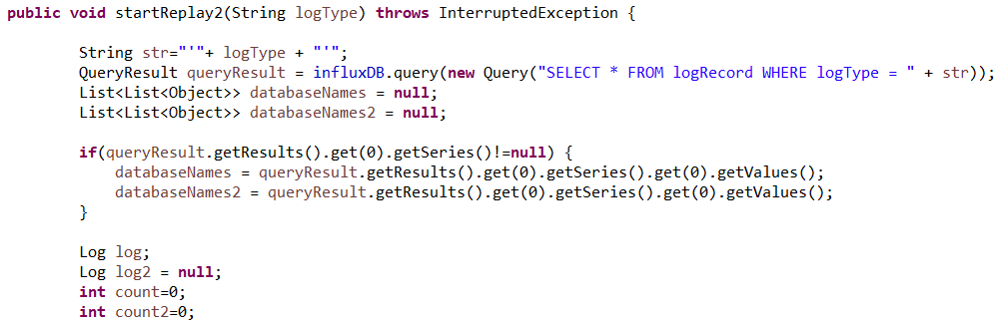 public void startReplay2(String logType) throws InterruptedException {
String str="'"+ logType + "'";
QueryResult queryResult = influxDB.query(new Query("SELECT * FROM logRecord WHERE logType = " + str));
List<List<Object>> databaseNames = null;
List<List<Object>> databaseNames2 = null;
if(queryResult.getResults().get(0).getSeries()!=null) {
databaseNames = queryResult.getResults().get(0).getSeries().get(0).getValues();
databaseNames2 = queryResult.getResults().get(0).getSeries().get(0).getValues();
}
Log log;
Log log2 = null;
int count=0;
int count2=0;